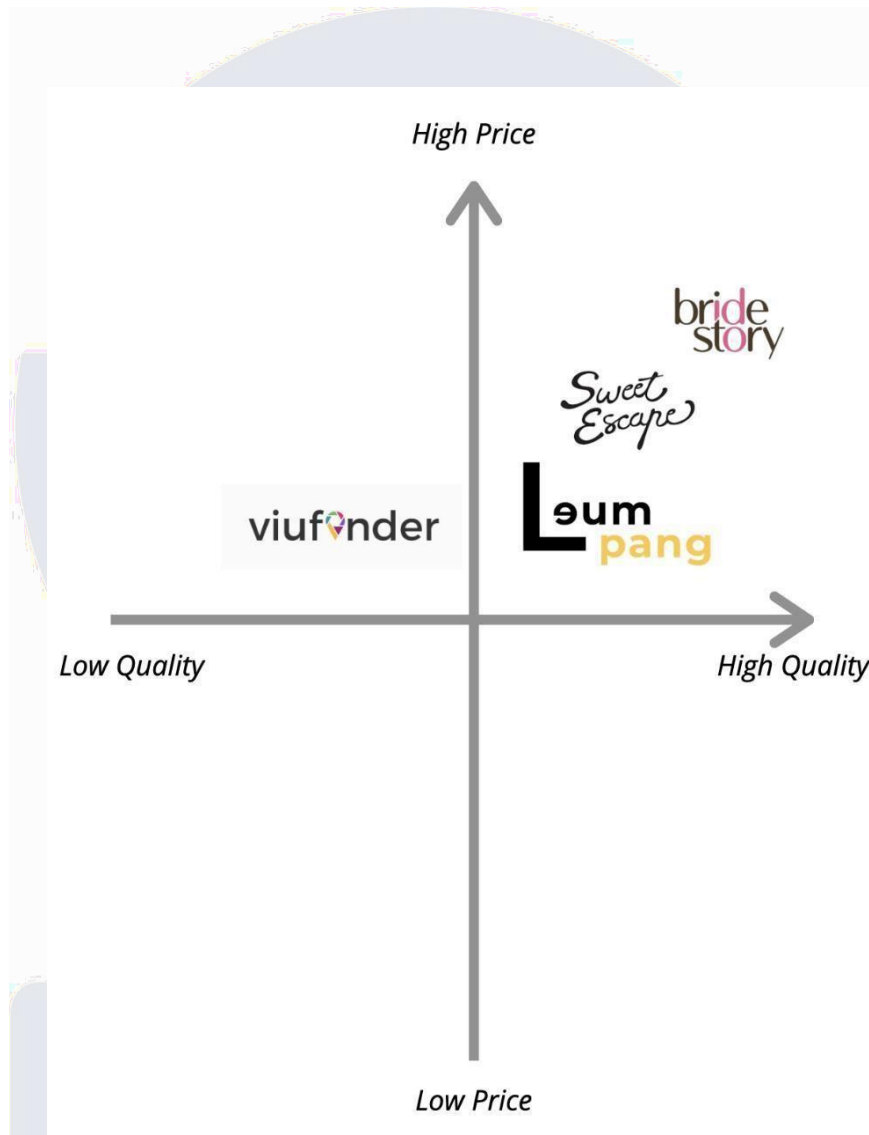 High Price
bride
story
Sweet
Escape
viufinder
Leum
pang
Low Quality
High Quality
Low Price